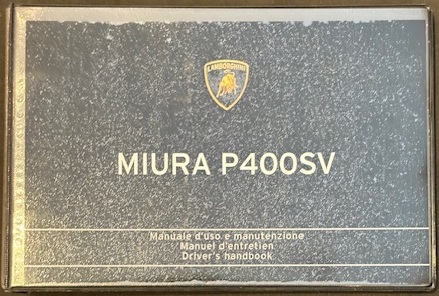 LAMBORGHINI
MIURA P400SV
Manuale d'uso e manutenzione
Manuel d'entretien
Driver's handbook